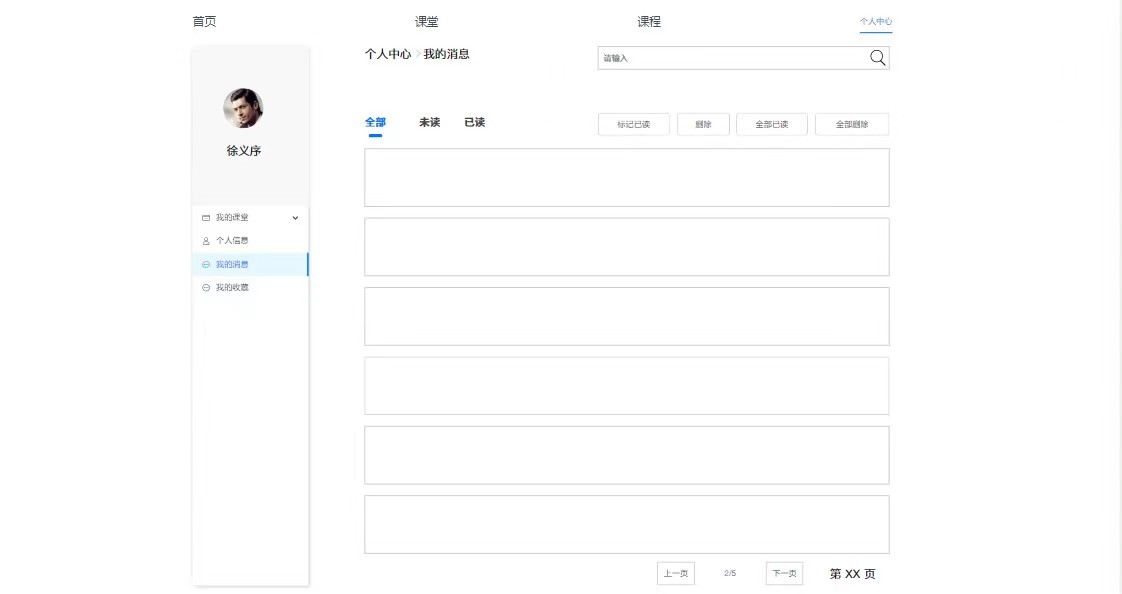 首页 课堂 课程 个人中心
个人中心 > 我的消息
请输入
徐义序
我的课堂
个人信息
我的消息
我的收藏
全部 未读 已读
标记已读 删除 全部已读 全部删除
上一页 2/5 下一页 第 XX 页